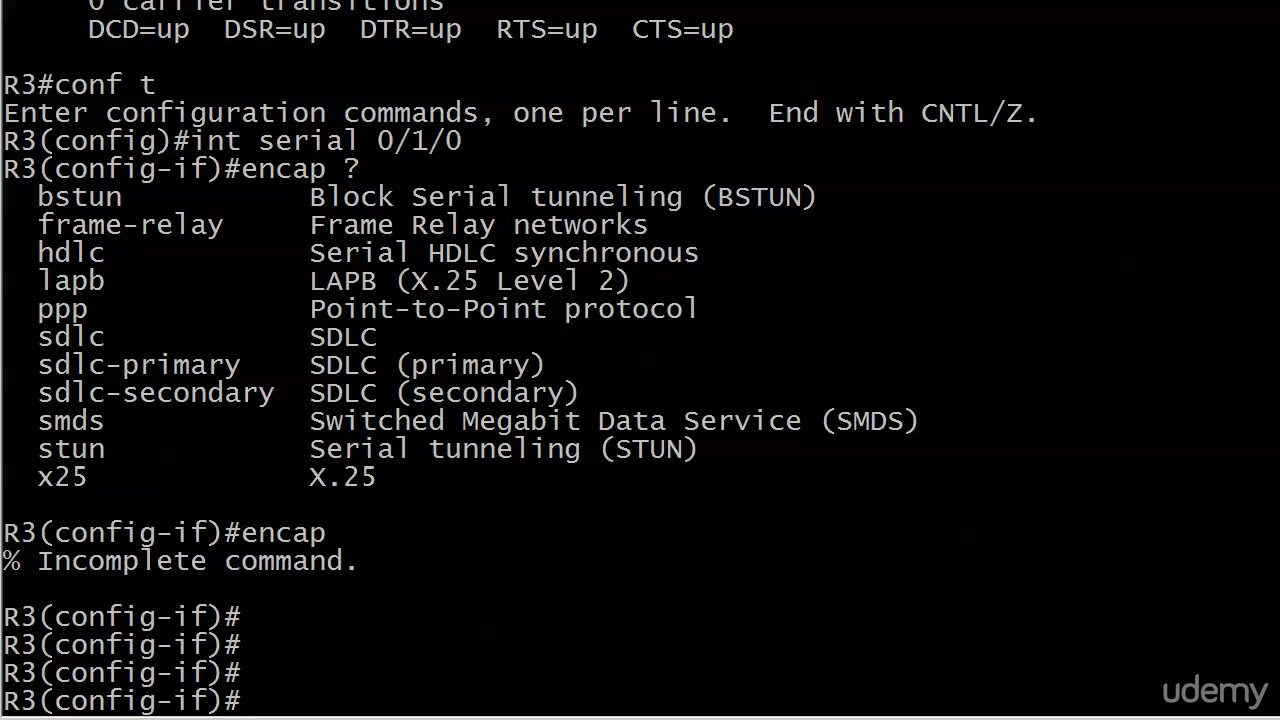 0 carrier transitions
DCD=up  DSR=up  DTR=up  RTS=up  CTS=up
R3#conf t
Enter configuration commands, one per line.  End with CNTL/Z.
R3(config)#int serial 0/1/0
R3(config-if)#encap ?
bstun           Block Serial tunneling (BSTUN)
frame-relay     Frame Relay networks
hdlc            Serial HDLC synchronous
lapb            LAPB (X.25 Level 2)
ppp             Point-to-Point protocol
sdlc            SDLC
sdlc-primary    SDLC (primary)
sdlc-secondary  SDLC (secondary)
smds            Switched Megabit Data Service (SMDS)
stun            Serial tunneling (STUN)
x25             X.25
R3(config-if)#encap
% Incomplete command.
R3(config-if)#
R3(config-if)#
R3(config-if)#
R3(config-if)#
udemy